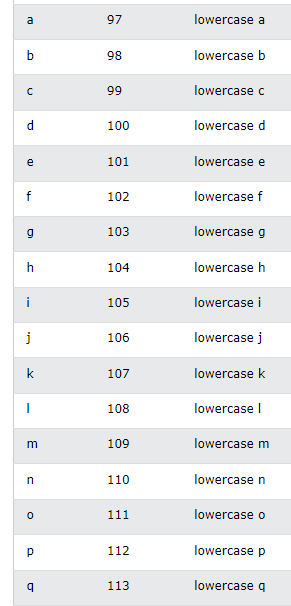 a 97 lowercase a
b 98 lowercase b
c 99 lowercase c
d 100 lowercase d
e 101 lowercase e
f 102 lowercase f
g 103 lowercase g
h 104 lowercase h
i 105 lowercase i
j 106 lowercase j
k 107 lowercase k
l 108 lowercase l
m 109 lowercase m
n 110 lowercase n
o 111 lowercase o
p 112 lowercase p
q 113 lowercase q